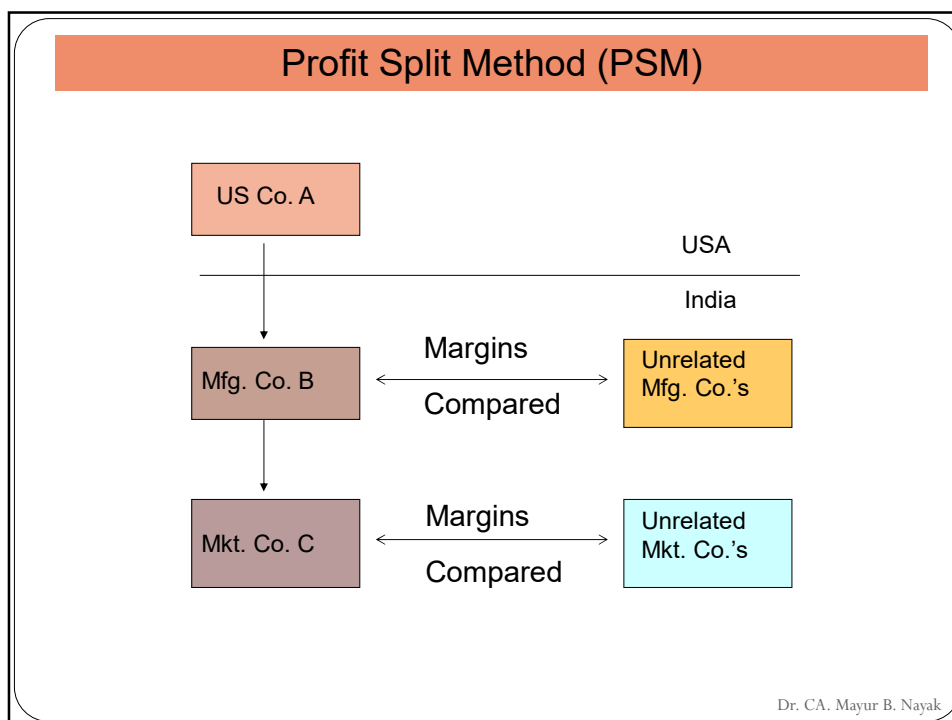 Profit Split Method (PSM)
US Co. A
USA
India
Mfg. Co. B
Margins
Compared
Unrelated
Mfg. Co.'s
Mkt. Co. C
Margins
Compared
Unrelated
Mkt. Co.'s
Dr. CA. Mayur B. Nayak